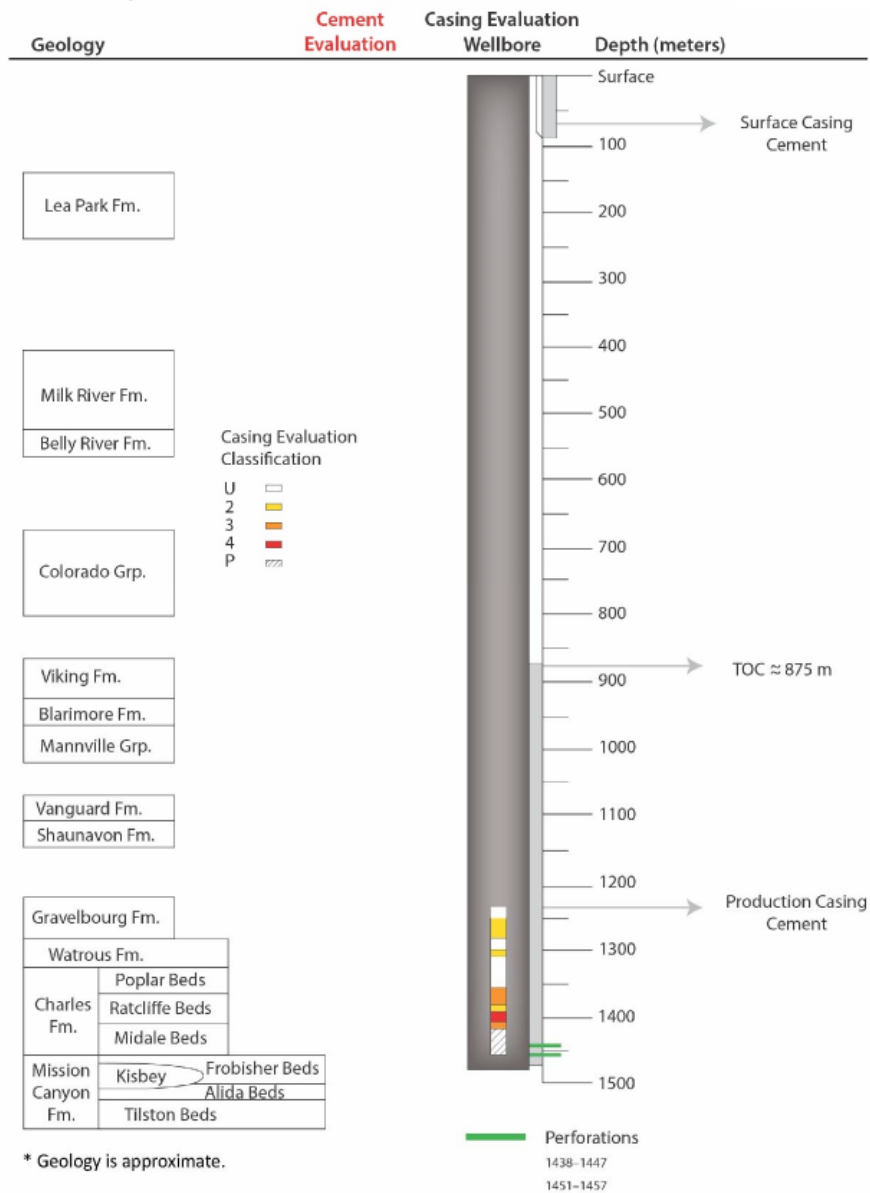 Cement Casing Evaluation
Geology Evaluation Wellbore Depth (meters)
Surface
Surface Casing
Cement
100
Lea Park Fm.
200
300
400
Milk River Fm.
500
Belly River Fm.
Casing Evaluation
Classification
U
2
3
4
P
600
700
Colorado Grp.
800
TOC ≈ 875 m
Viking Fm.
900
Blarimore Fm.
Mannville Grp.
1000
Vanguard Fm.
1100
Shaunavon Fm.
1200
Production Casing
Cement
Gravelbourg Fm.
Watrous Fm.
1300
Charles
Fm.
Poplar Beds
Ratcliffe Beds
Midale Beds
1400
Mission
Canyon
Fm.
Kisbey
Frobisher Beds
Alida Beds
Tilston Beds
1500
Perforations
1438–1447
1451–1457
* Geology is approximate.